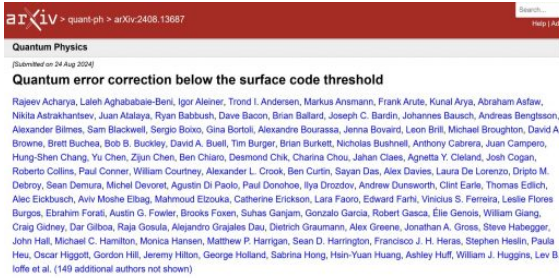 Search...
arXiv > quant-ph > arXiv:2408.13687
Help | Ad
Quantum Physics
[Submitted on 24 Aug 2024]
Quantum error correction below the surface code threshold
Rajeev Acharya, Laleh Aghababaie-Beni, Igor Aleiner, Trond I. Andersen, Markus Ansmann, Frank Arute, Kunal Arya, Abraham Asfaw,
Nikita Astrakhantsev, Juan Atalaya, Ryan Babbush, Dave Bacon, Brian Ballard, Joseph C. Bardin, Johannes Bausch, Andreas Bengtsson,
Alexander Bilmes, Sam Blackwell, Sergio Boixo, Gina Bortoli, Alexandre Bourassa, Jenna Bovaird, Leon Brill, Michael Broughton, David A.
Browne, Brett Buchea, Bob B. Buckley, David A. Buell, Tim Burger, Brian Burkett, Nicholas Bushnell, Anthony Cabrera, Juan Campero,
Hung-Shen Chang, Yu Chen, Zijun Chen, Ben Chiaro, Desmond Chik, Charina Chou, Jahan Claes, Agnetta Y. Cleland, Josh Cogan,
Roberto Collins, Paul Conner, William Courtney, Alexander L. Crook, Ben Curtin, Sayan Das, Alex Davies, Laura De Lorenzo, Dripto M.
Debroy, Sean Demura, Michel Devoret, Agustin Di Paolo, Paul Donohoe, Ilya Drozdov, Andrew Dunsworth, Clint Earle, Thomas Edlich,
Alec Eickbusch, Aviv Moshe Elbag, Mahmoud Elzouka, Catherine Erickson, Lara Faoro, Edward Farhi, Vinicius S. Ferreira, Leslie Flores
Burgos, Ebrahim Forati, Austin G. Fowler, Brooks Foxen, Suhas Ganjam, Gonzalo Garcia, Robert Gasca, Élie Genois, William Giang,
Craig Gidney, Dar Gilboa, Raja Gosula, Alejandro Grajales Dau, Dietrich Graumann, Alex Greene, Jonathan A. Gross, Steve Habegger,
John Hall, Michael C. Hamilton, Monica Hansen, Matthew P. Harrigan, Sean D. Harrington, Francisco J. H. Heras, Stephen Heslin, Paula
Heu, Oscar Higgott, Gordon Hill, Jeremy Hilton, George Holland, Sabrina Hong, Hsin-Yuan Huang, Ashley Huff, William J. Huggins, Lev B.
Ioffe et al. (149 additional authors not shown)